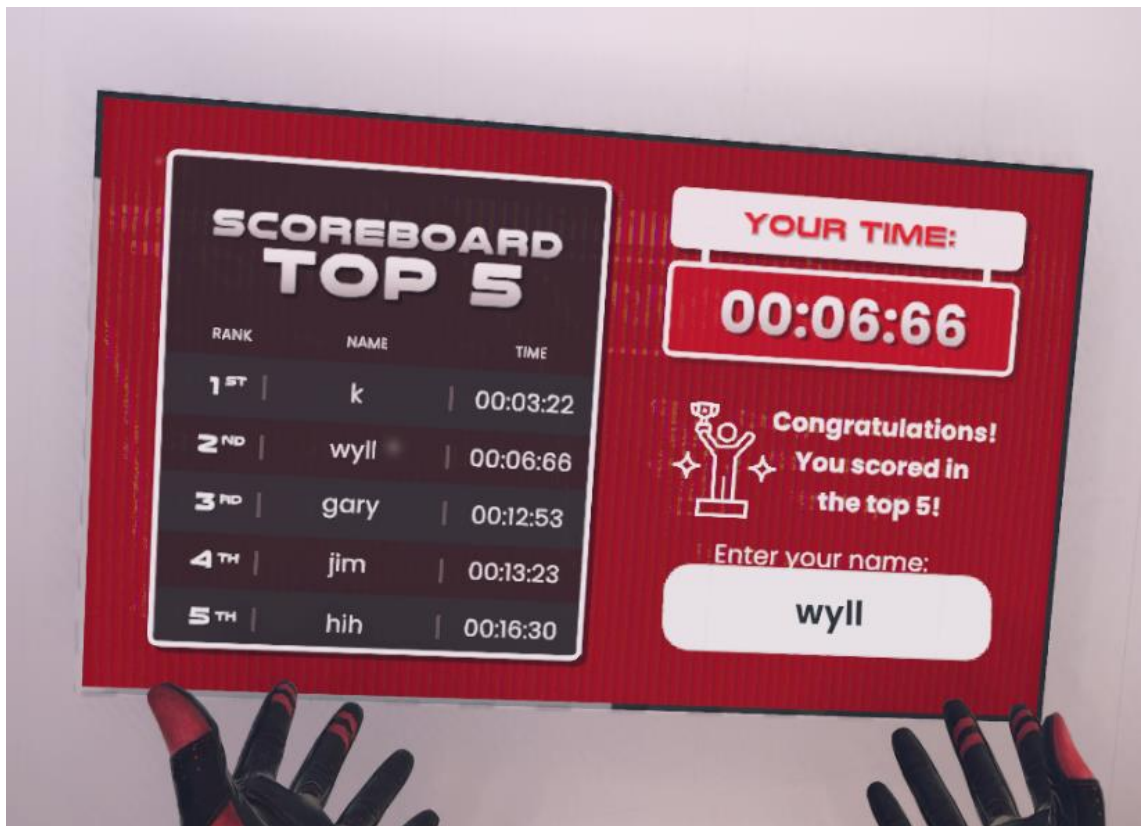 SCOREBOARD
TOP 5
RANK NAME TIME
1ST k 00:03:22
2ND wyll 00:06:66
3RD gary 00:12:53
4TH jim 00:13:23
5TH hih 00:16:30
YOUR TIME:
00:06:66
Congratulations!
You scored in
the top 5!
Enter your name:
wyll